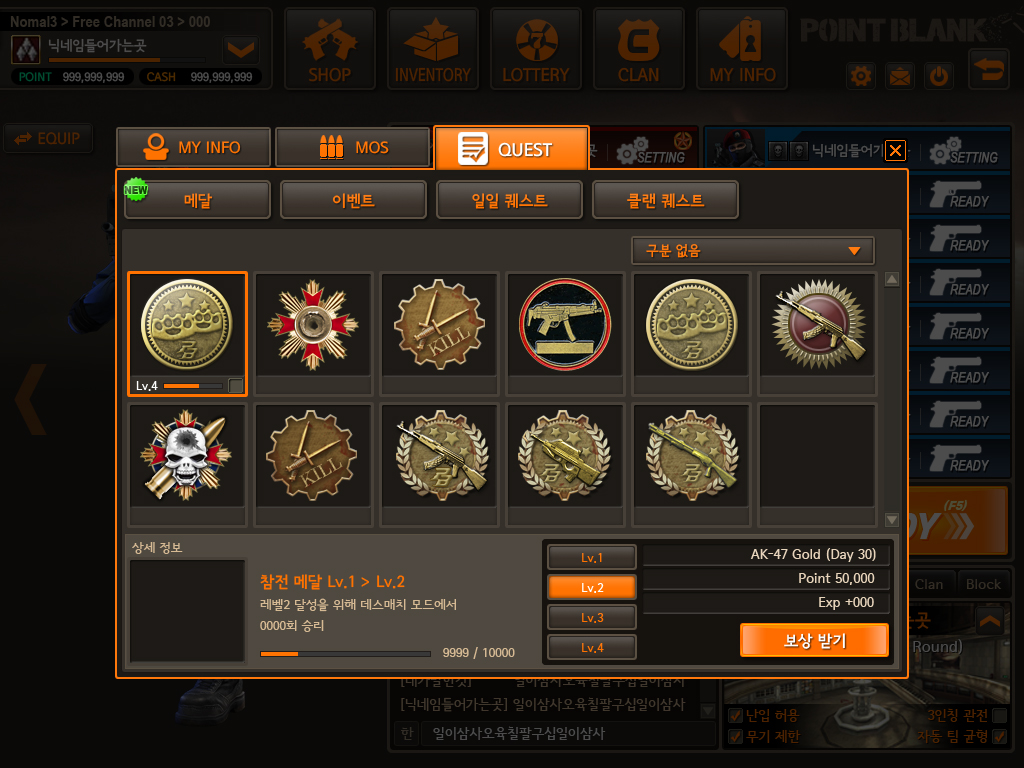 Nomal3 > Free Channel 03 > 000
닉네임들어가는곳
POINT 999,999,999 CASH 999,999,999
SHOP
INVENTORY
LOTTERY
CLAN
MY INFO
POINT BLANK
EQUIP
MY INFO
MOS
QUEST
SETTING
닉네임들어가
SETTING
NEW
메달
이벤트
일일 퀘스트
클랜 퀘스트
구분 없음
READY
READY
READY
READY
READY
READY
READY
Lv.4
KILL
KILL
(F5)
상세 정보
참전 메달 Lv.1 > Lv.2
레벨2 달성을 위해 데스매치 모드에서
0000회 승리
9999 / 10000
Lv.1
Lv.2
Lv.3
Lv.4
AK-47 Gold (Day 30)
Point 50,000
Exp +000
보상 받기
Clan
Block
Round)
[닉네임들어가는곳] 일이삼사오육칠팔구십일이삼사
한
일이삼사오육칠팔구십일이삼사
난입 허용
3인칭 관전
무기 제한
자동 팀 균형